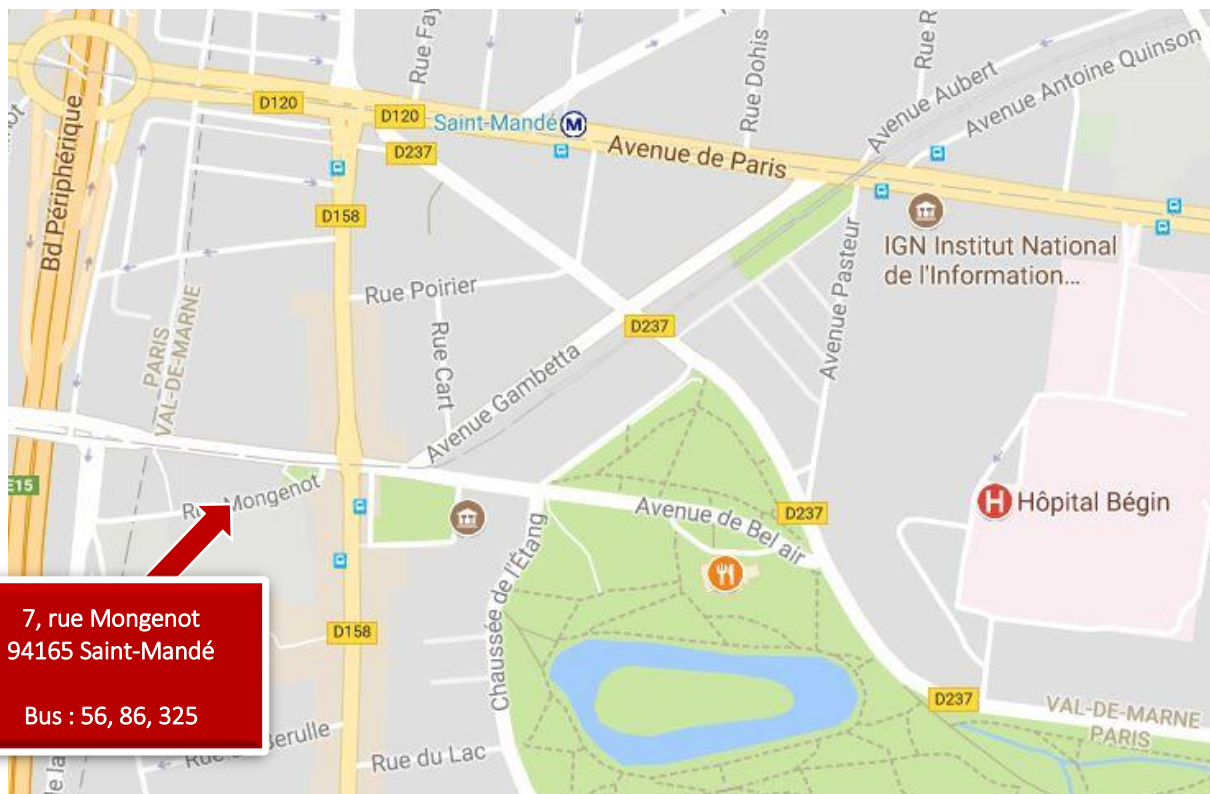 Rue Fay
D120
D120
Saint-Mandé M
Rue Dohis
Avenue Aubert
Avenue Antoine Quinson
Bd Périphérique
D237
Avenue de Paris
D158
IGN Institut National
de l'Information...
Rue Poirier
Avenue Pasteur
PARIS
VAL-DE-MARNE
Rue Cart
D237
Avenue Gambetta
E15
Rue Mongenot
Avenue de Bel air
D237
H Hôpital Bégin
Chaussée de l'Étang
7, rue Mongenot
94165 Saint-Mandé
Bus : 56, 86, 325
D158
D237
VAL-DE-MARNE
PARIS
Berulle
Rue du Lac